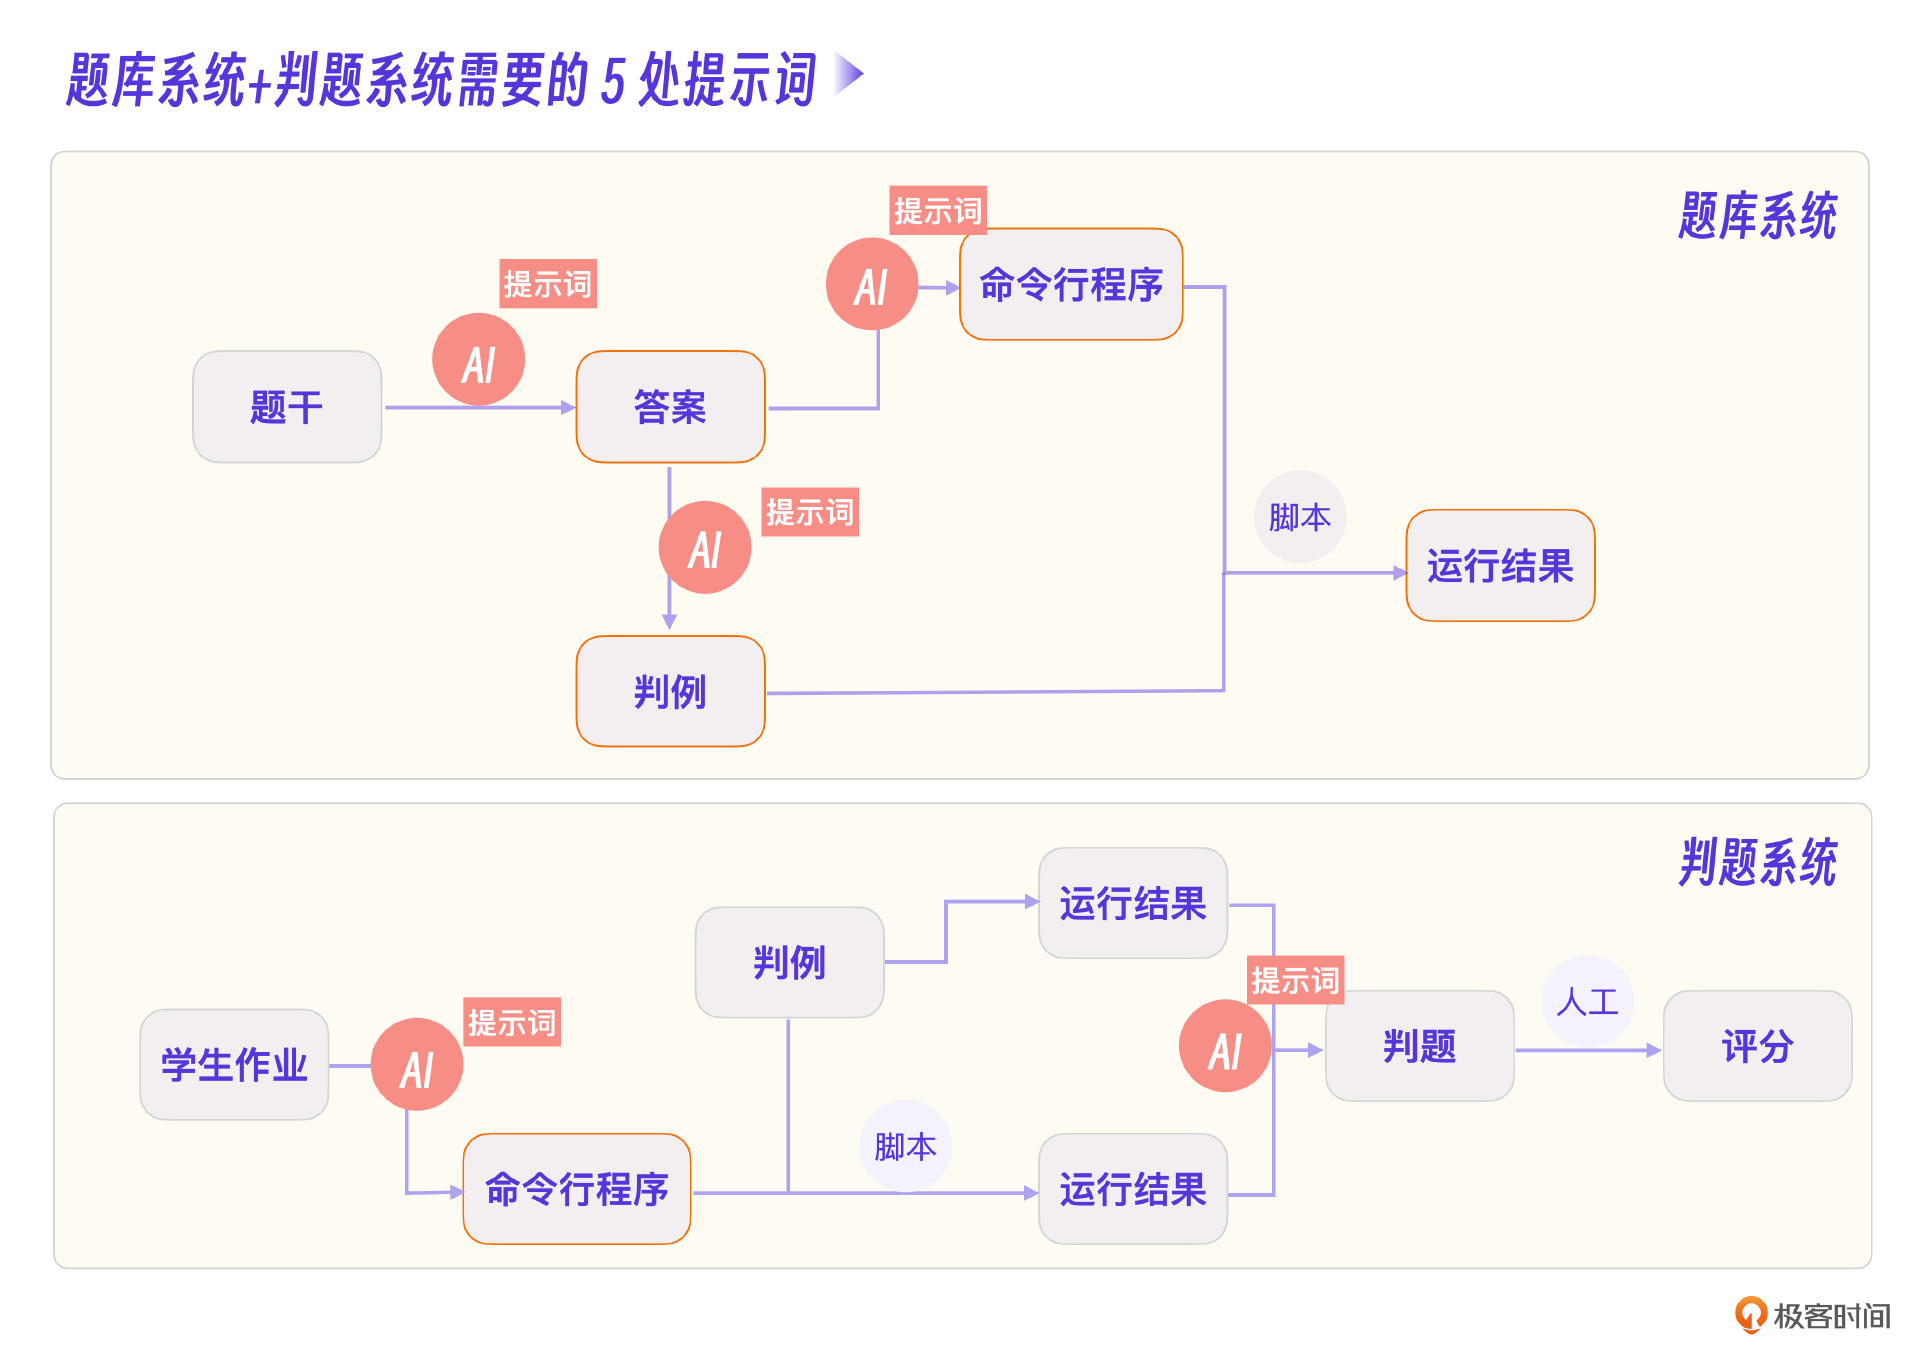 题库系统+判题系统需要的 5 处提示词
题库系统
提示词
AI
命令行程序
提示词
AI
题干
答案
提示词
AI
脚本
运行结果
判例
判题系统
运行结果
判例
提示词
AI
判题
人工
评分
学生作业
提示词
AI
脚本
命令行程序
运行结果
极客时间